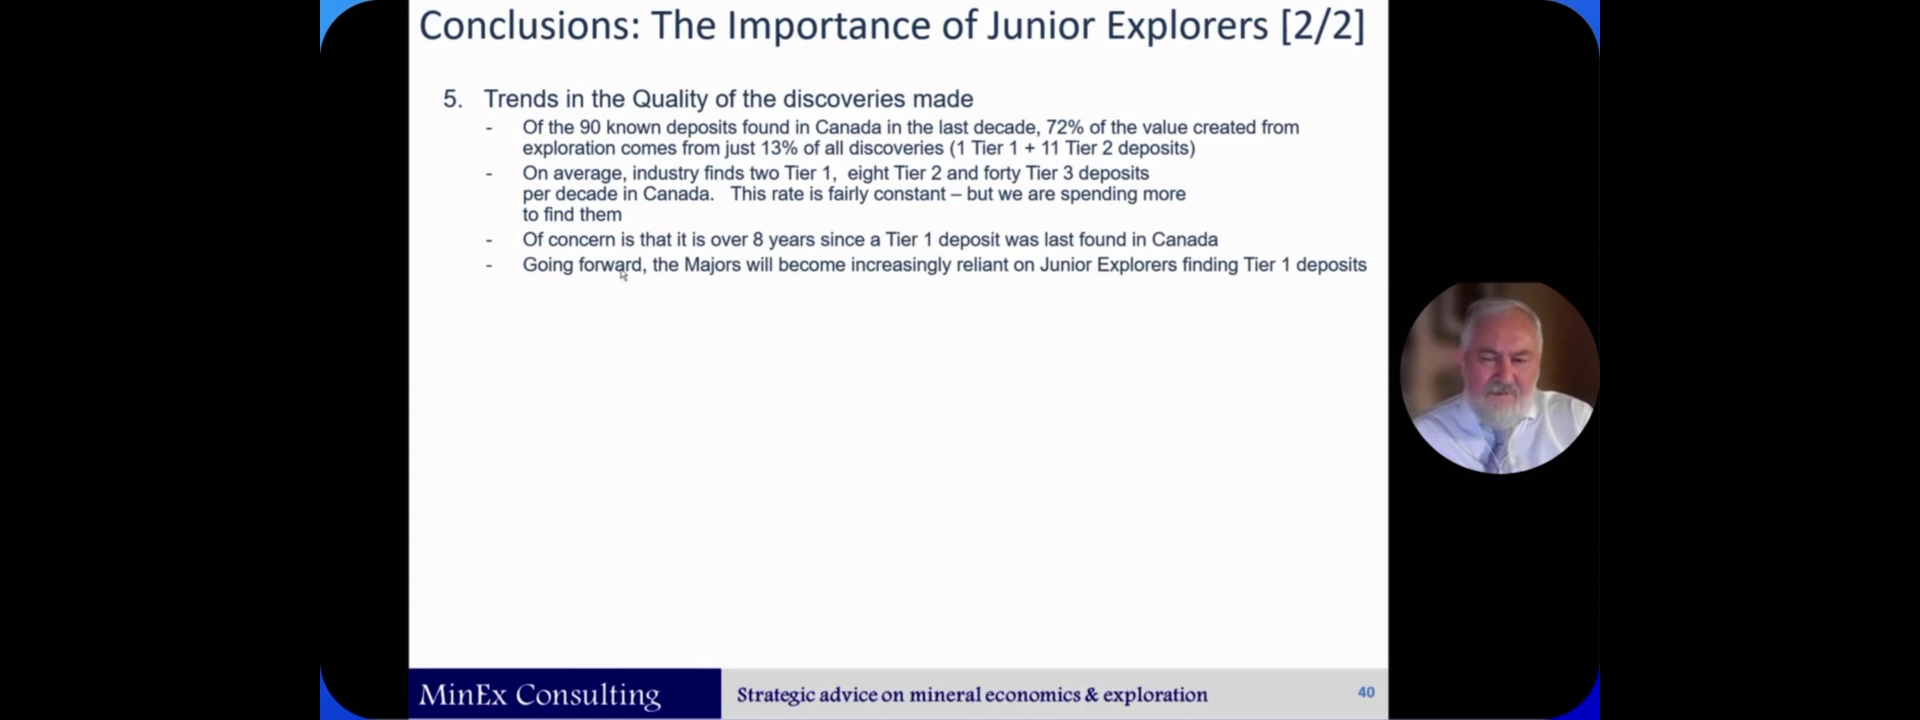 Conclusions: The Importance of Junior Explorers [2/2]
5. Trends in the Quality of the discoveries made
- Of the 90 known deposits found in Canada in the last decade, 72% of the value created from
exploration comes from just 13% of all discoveries (1 Tier 1 + 11 Tier 2 deposits)
- On average, industry finds two Tier 1, eight Tier 2 and forty Tier 3 deposits
per decade in Canada. This rate is fairly constant – but we are spending more
to find them
- Of concern is that it is over 8 years since a Tier 1 deposit was last found in Canada
- Going forward, the Majors will become increasingly reliant on Junior Explorers finding Tier 1 deposits
MinEx Consulting
Strategic advice on mineral economics & exploration
40